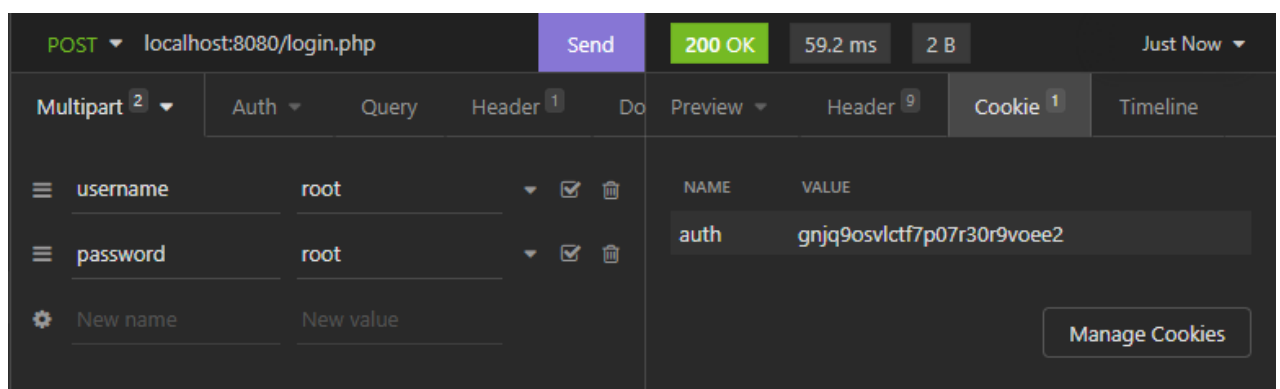 POST localhost:8080/login.php Send 200 OK 59.2 ms 2 B Just Now
Multipart 2 Auth Query Header 1 Do Preview Header 9 Cookie 1 Timeline
username root NAME VALUE
auth gnjq9osvlctf7p07r30r9voee2
password root
New name New value
Manage Cookies